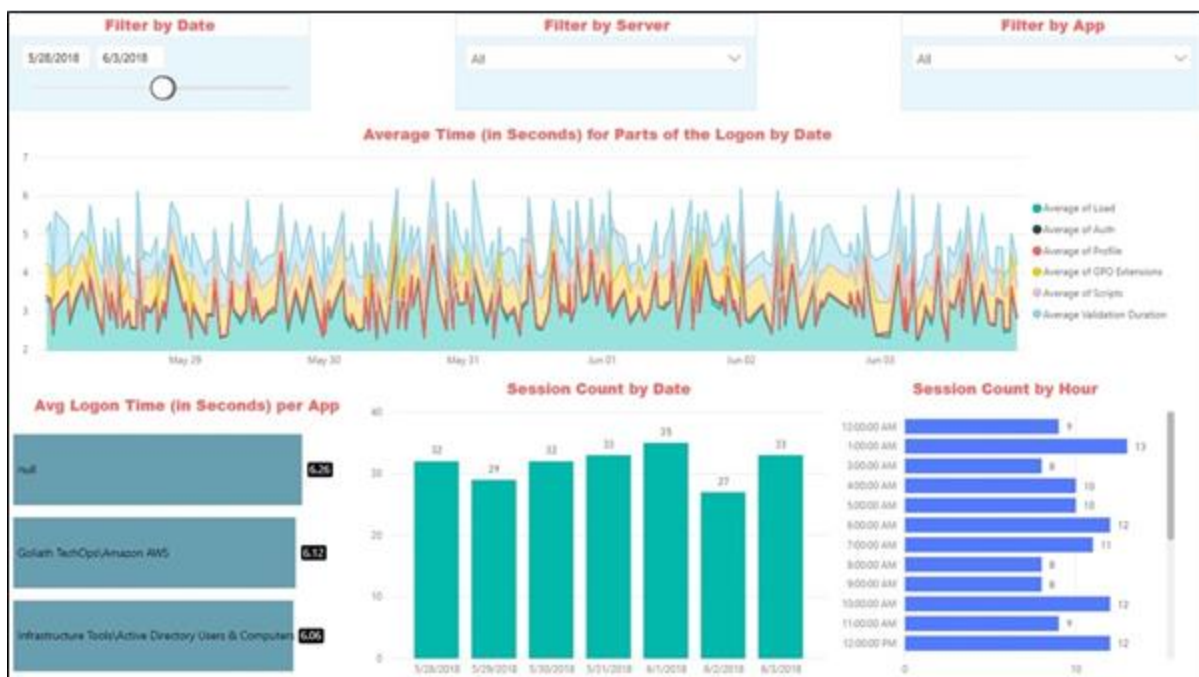 Filter by Date
Filter by Server
Filter by App
5/28/2018 6/3/2018
All
All
Average Time (in Seconds) for Parts of the Logon by Date
7
6
5
4
3
2
May 29 May 30 May 31 Jun 01 Jun 02 Jun 03
Average of Load
Average of Auth
Average of Profile
Average of GPO Extensions
Average of Scripts
Average Validation Duration
Avg Logon Time (in Seconds) per App
null 6.26
Goliath TechOps\Amazon AWS 6.12
Infrastructure Tools\Active Directory Users & Computers 6.06
Session Count by Date
40
30
20
10
0
32 29 32 33 35 27 33
5/28/2018 5/29/2018 5/30/2018 5/31/2018 6/1/2018 6/2/2018 6/3/2018
Session Count by Hour
12:00:00 AM 9
1:00:00 AM 13
3:00:00 AM 8
4:00:00 AM 10
5:00:00 AM 10
6:00:00 AM 12
7:00:00 AM 11
8:00:00 AM 8
9:00:00 AM 8
10:00:00 AM 12
11:00:00 AM 9
12:00:00 PM 12
0 10